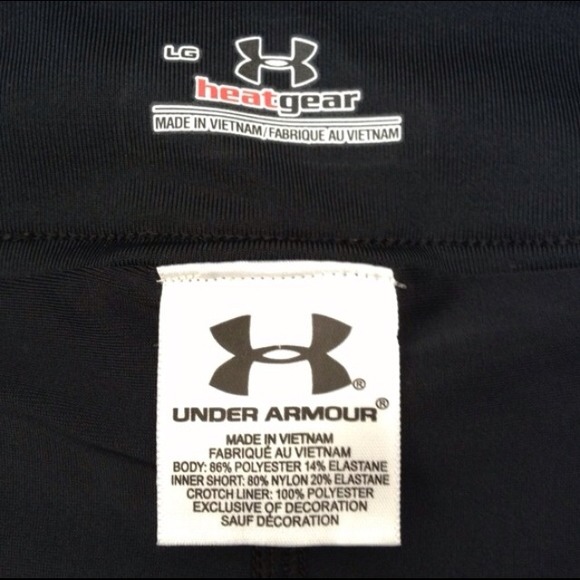 LG
heatgear
MADE IN VIETNAM/FABRIQUE AU VIETNAM
UNDER ARMOUR®
MADE IN VIETNAM
FABRIQUÉ AU VIETNAM
BODY: 86% POLYESTER 14% ELASTANE
INNER SHORT: 80% NYLON 20% ELASTANE
CROTCH LINER: 100% POLYESTER
EXCLUSIVE OF DECORATION
SAUF DÉCORATION